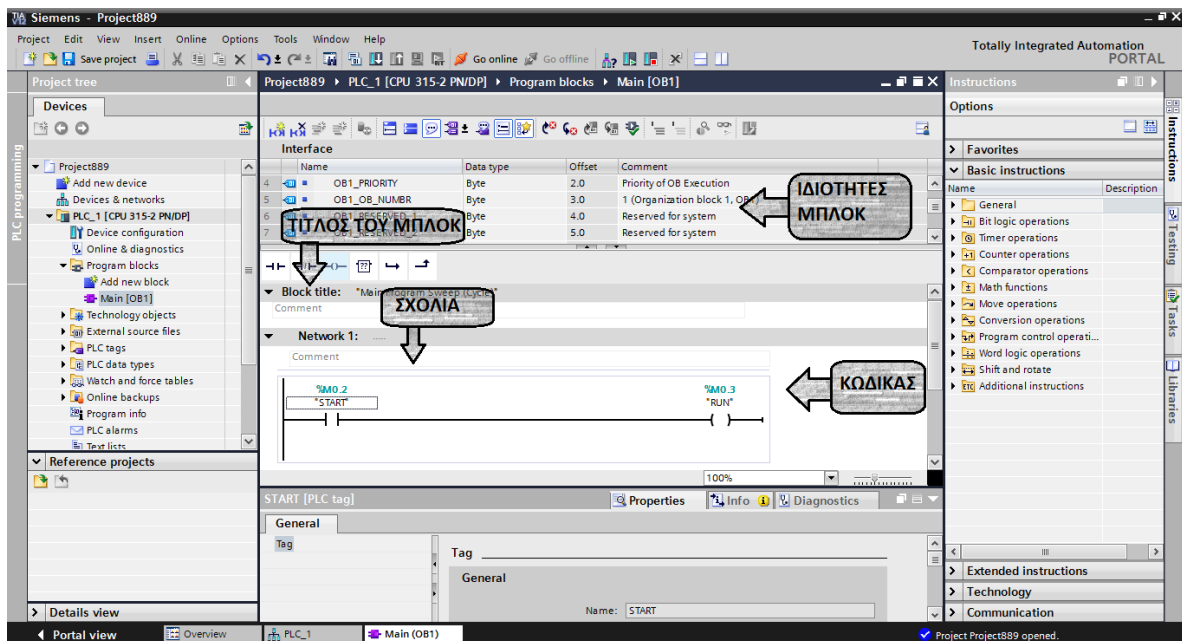 Siemens - Project889
Project Edit View Insert Online Options Tools Window Help
Totally Integrated Automation
PORTAL
Save project Go online Go offline
Project tree
Project889 PLC_1 [CPU 315-2 PN/DP] Program blocks Main [OB1]
Instructions
Devices
Options
PLC programming
Project889
Add new device
Devices & networks
PLC_1 [CPU 315-2 PN/DP]
Device configuration
Online & diagnostics
Program blocks
Add new block
Main [OB1]
Technology objects
External source files
PLC tags
PLC data types
Watch and force tables
Online backups
Program info
PLC alarms
Text lists
Reference projects
Details view
Interface
Name Data type Offset Comment
4 OB1_PRIORITY Byte 2.0 Priority of OB Execution
5 OB1_OB_NUMBR Byte 3.0 1 (Organization block 1, OB1)
6 OB1_RESERVED_1 Byte 4.0 Reserved for system
7 OB1_RESERVED_2 Byte 5.0 Reserved for system
ΙΔΙΟΤΗΤΕΣ
ΜΠΛΟΚ
ΤΙΤΛΟΣ ΤΟΥ ΜΠΛΟΚ
Block title: "Main Program Sweep (Cycle)"
Comment
ΣΧΟΛΙΑ
Network 1: .....
Comment
%M0.2
"START"
%M0.3
"RUN"
ΚΩΔΙΚΑΣ
100%
START [PLC tag]
Properties Info Diagnostics
General
Tag
Tag
General
Name: START
Favorites
Basic instructions
Name Description
General
Bit logic operations
Timer operations
Counter operations
Comparator operations
Math functions
Move operations
Conversion operations
Program control operati...
Word logic operations
Shift and rotate
Additional instructions
Extended instructions
Technology
Communication
Instructions
Testing
Tasks
Libraries
Portal view Overview PLC_1 Main (OB1)
Project Project889 opened.